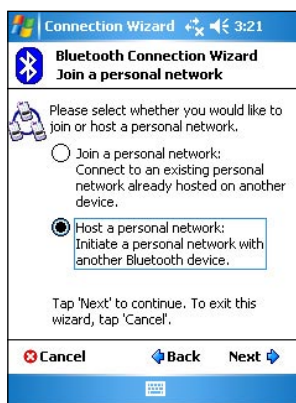 Connection Wizard 3:21
Bluetooth Connection Wizard
Join a personal network
Please select whether you would like to
join or host a personal network.
Join a personal network:
Connect to an existing personal
network already hosted on another
device.
Host a personal network:
Initiate a personal network with
another Bluetooth device.
Tap 'Next' to continue. To exit this
wizard, tap 'Cancel'.
Cancel Back Next